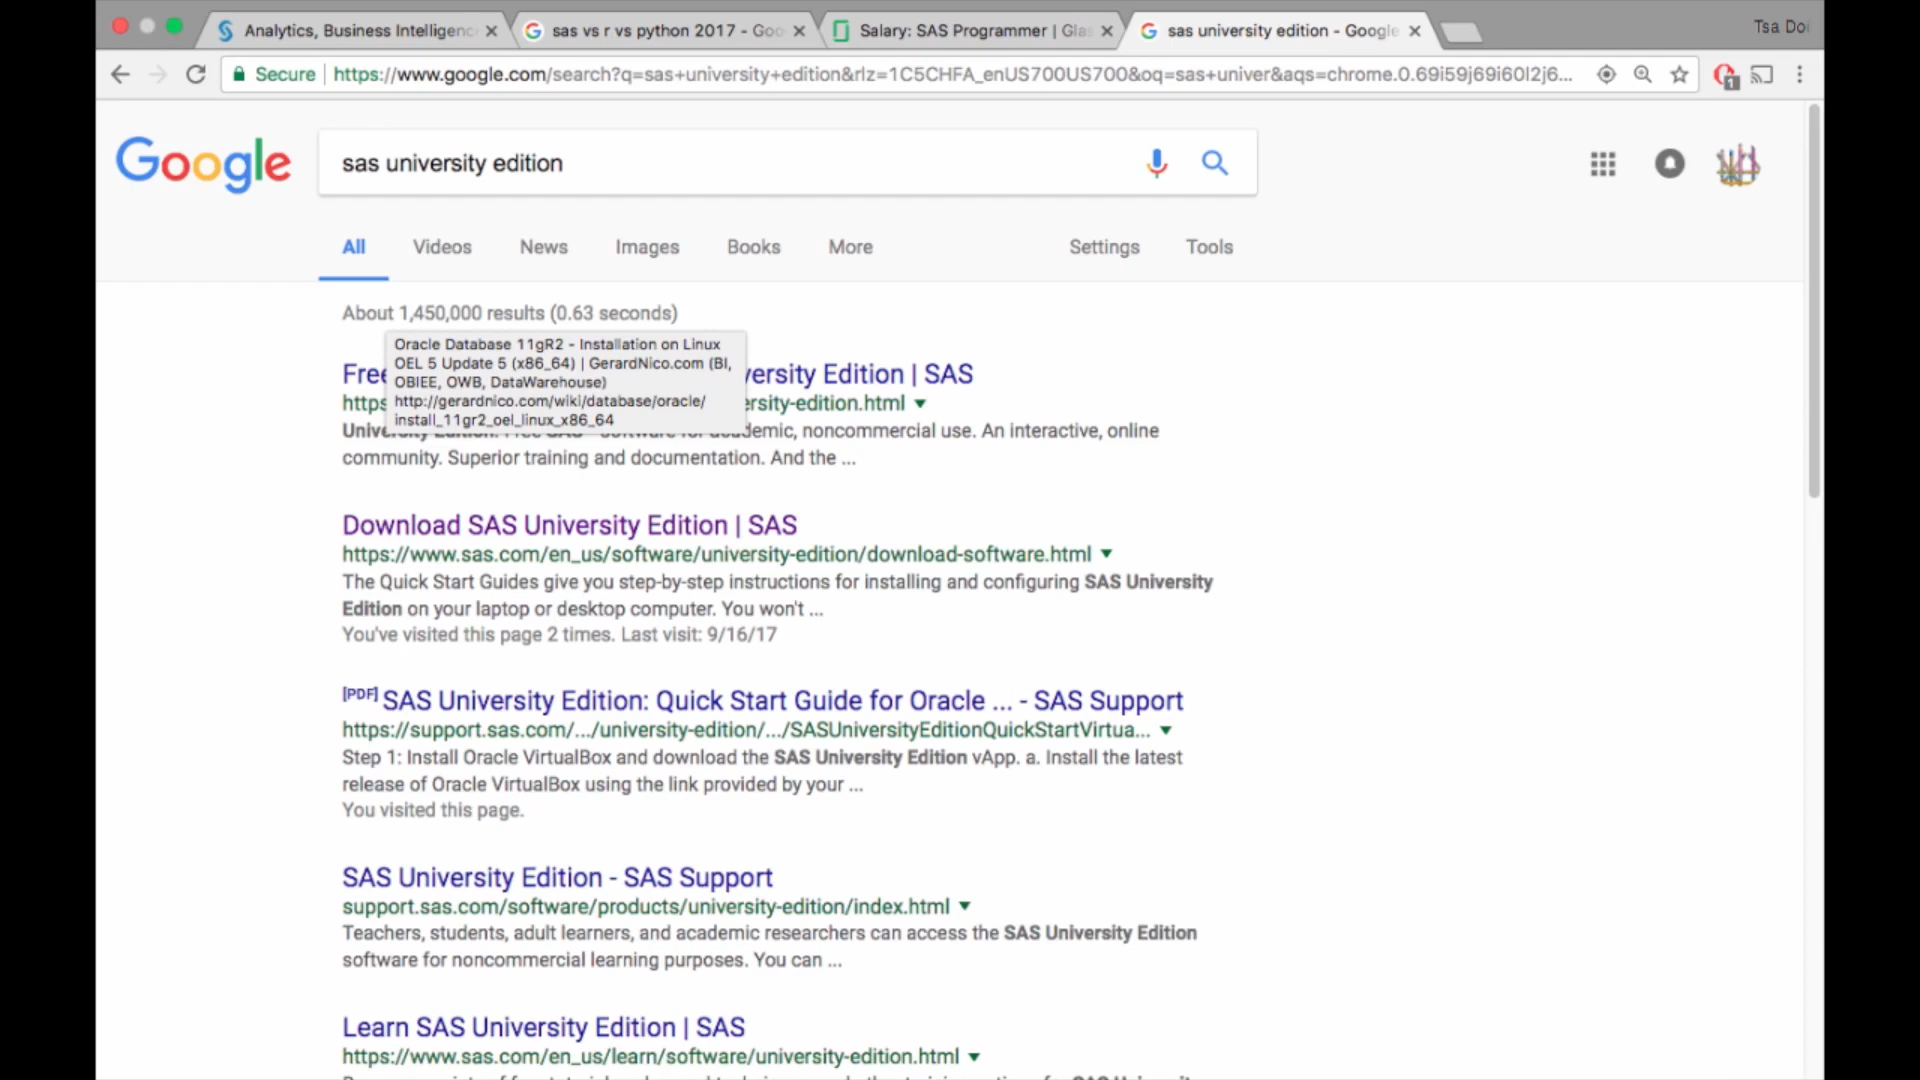 Analytics, Business Intelligenc
sas vs r vs python 2017 - Goo
Salary: SAS Programmer | Glas
sas university edition - Google
Tsa Doi
Secure
https://www.google.com/search?q=sas+university+edition&rlz=1C5CHFA_enUS700US700&oq=sas+univer&aqs=chrome.0.69i59j69i60l2j6...
1
Google
sas university edition
All
Videos
News
Images
Books
More
Settings
Tools
About 1,450,000 results (0.63 seconds)
Oracle Database 11gR2 - Installation on Linux
OEL 5 Update 5 (x86_64) | GerardNico.com (BI,
OBIEE, OWB, DataWarehouse)
http://gerardnico.com/wiki/database/oracle/
install_11gr2_oel_linux_x86_64
Free versity Edition | SAS
https ersity-edition.html
demic, noncommercial use. An interactive, online
community. Superior training and documentation. And the ...
Download SAS University Edition | SAS
https://www.sas.com/en_us/software/university-edition/download-software.html
The Quick Start Guides give you step-by-step instructions for installing and configuring SAS University
Edition on your laptop or desktop computer. You won't ...
You've visited this page 2 times. Last visit: 9/16/17
[PDF] SAS University Edition: Quick Start Guide for Oracle ... - SAS Support
https://support.sas.com/.../university-edition/.../SASUniversityEditionQuickStartVirtua...
Step 1: Install Oracle VirtualBox and download the SAS University Edition vApp. a. Install the latest
release of Oracle VirtualBox using the link provided by your ...
You visited this page.
SAS University Edition - SAS Support
support.sas.com/software/products/university-edition/index.html
Teachers, students, adult learners, and academic researchers can access the SAS University Edition
software for noncommercial learning purposes. You can ...
Learn SAS University Edition | SAS
https://www.sas.com/en_us/learn/software/university-edition.html